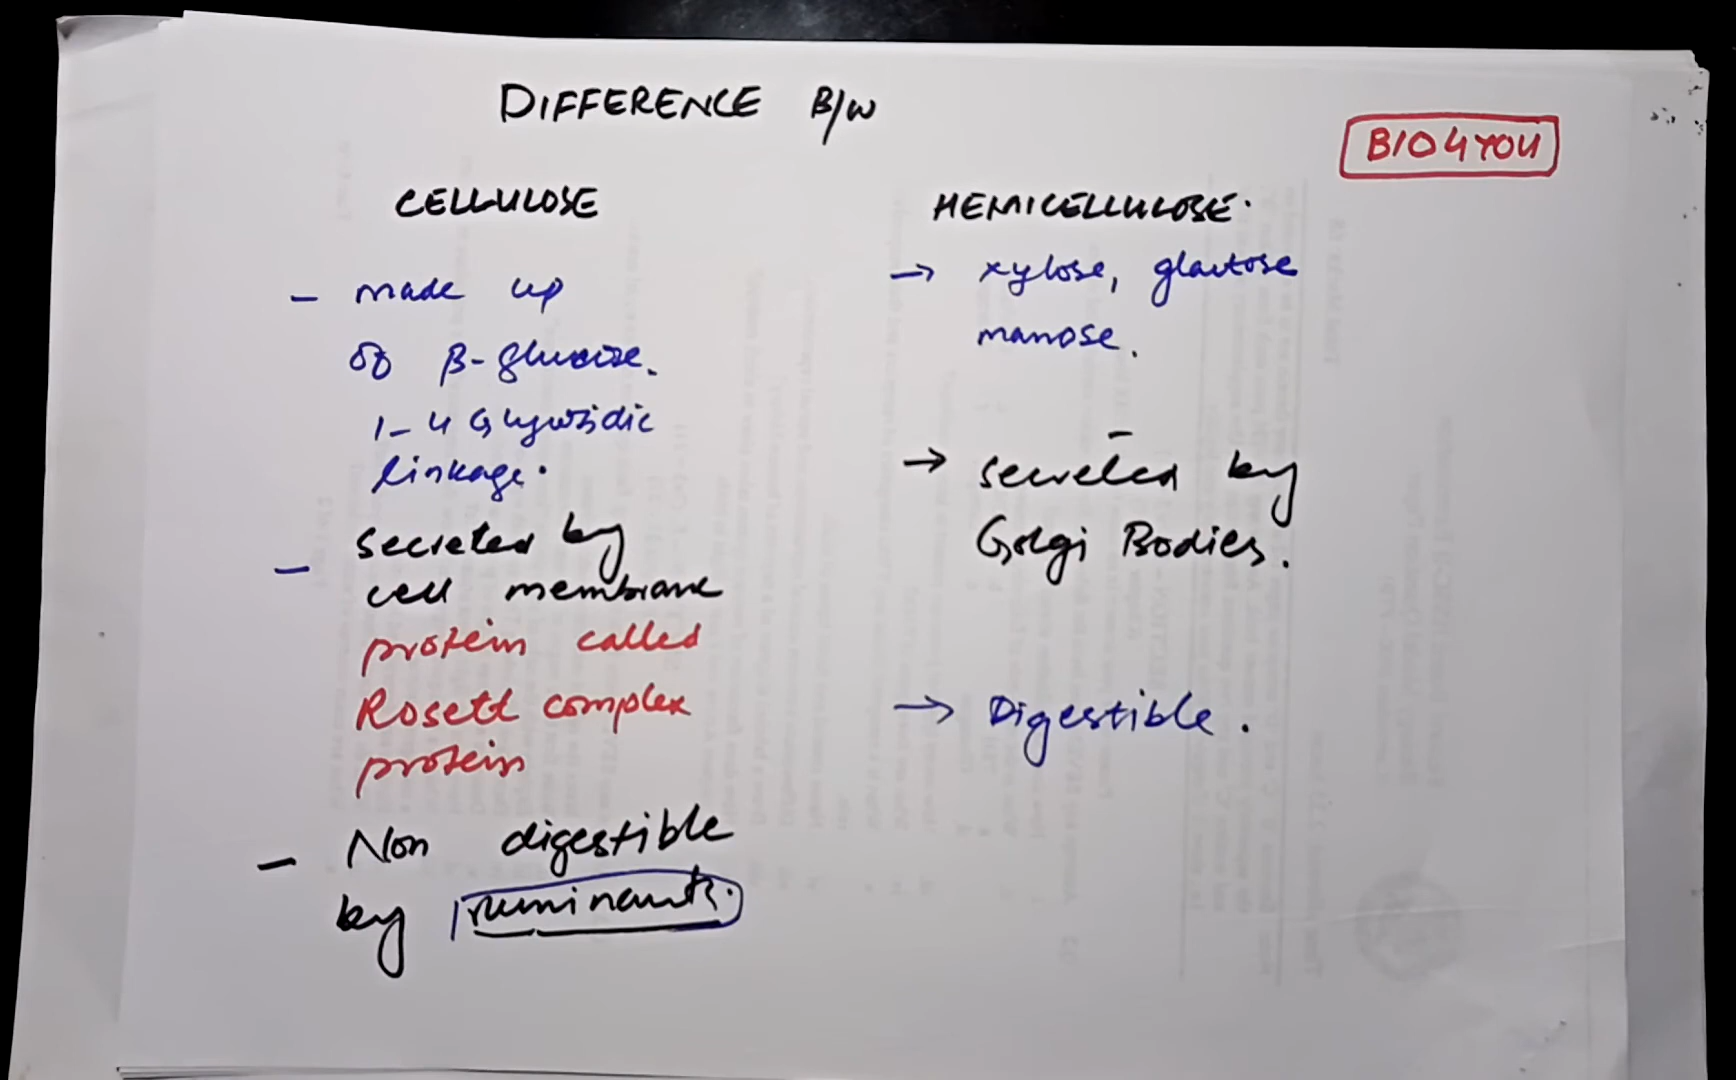 DIFFERENCE B/W
BIO4YOU
CELLULOSE
- made up
of β-glucose.
1-4 Glycosidic
linkage.
- secreted by
cell membrane
protein called
Rosett complex
protein
- Non digestible
by ruminants.
HEMICELLULOSE.
→ xylose, glactose
manose.
→ secreted by
Golgi Bodies.
→ Digestible.